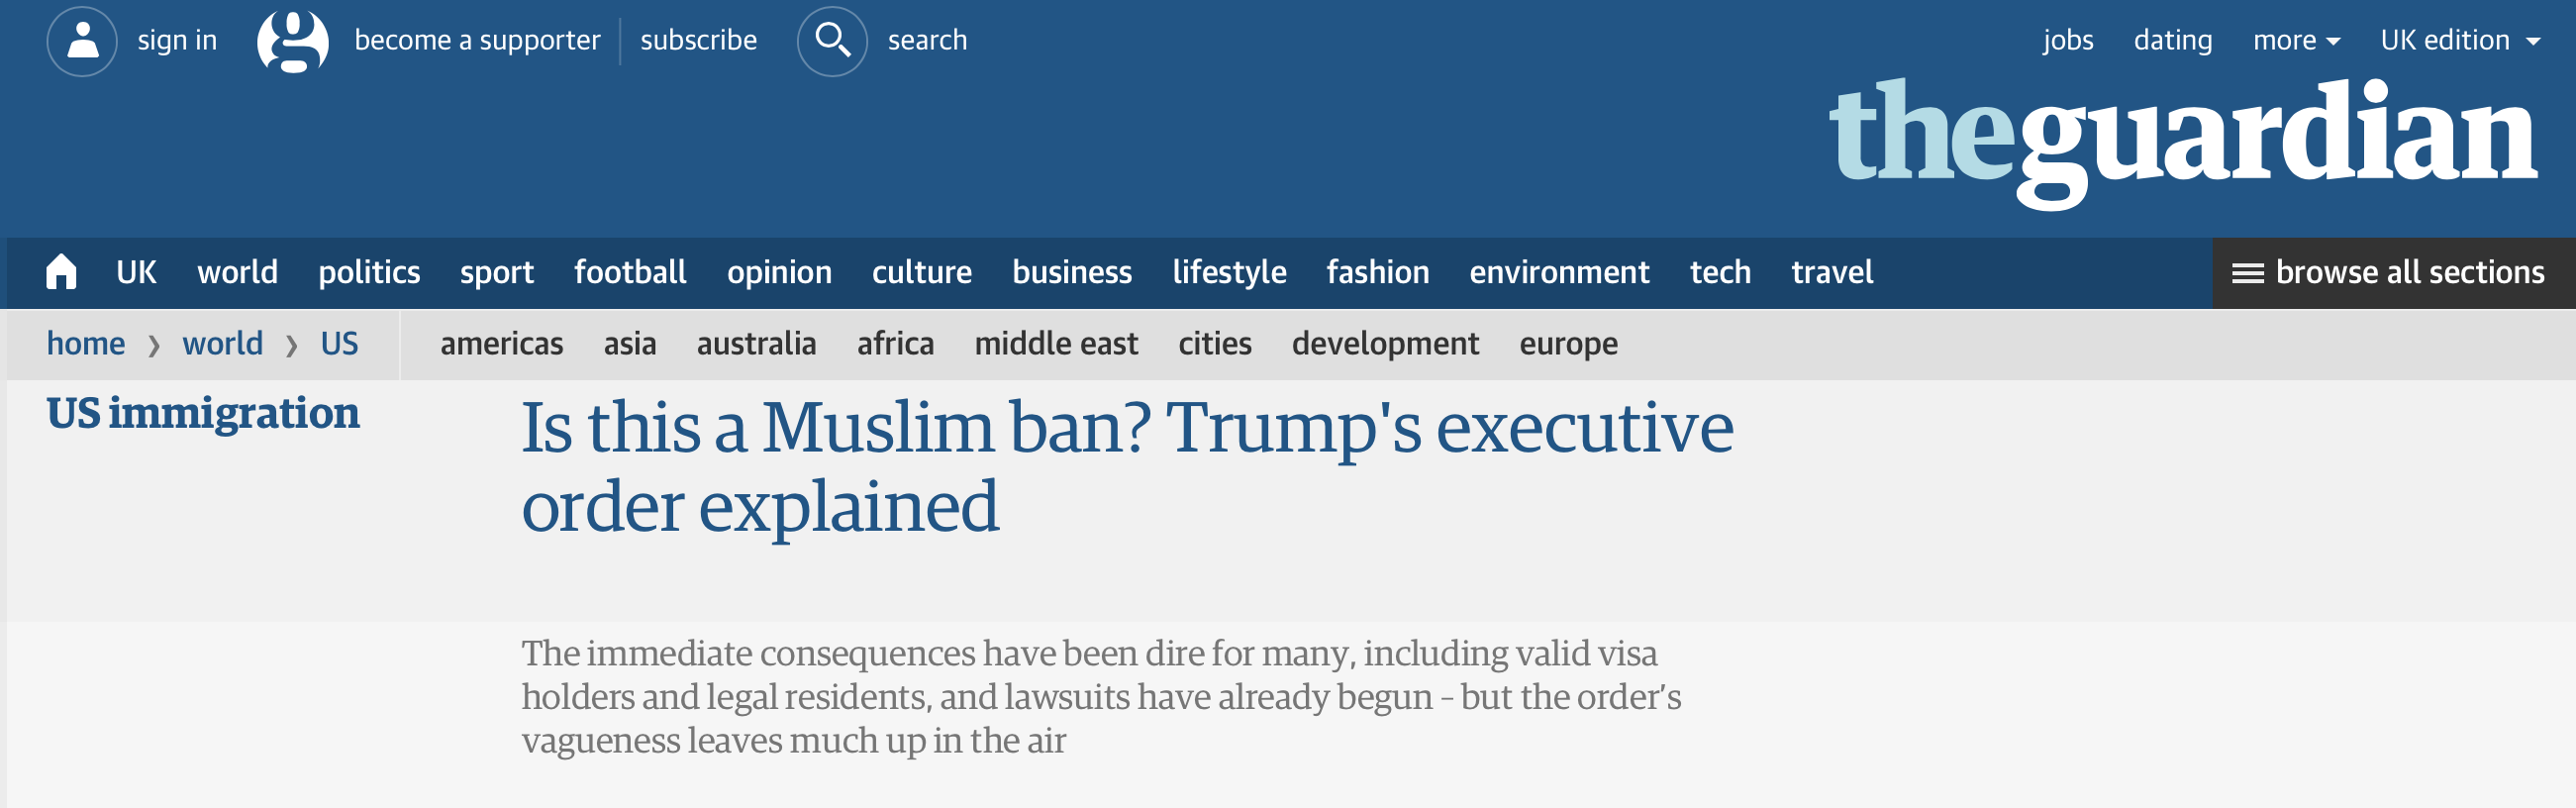 sign in
become a supporter
subscribe
search
jobs
dating
more
UK edition
theguardian
UK world politics sport football opinion culture business lifestyle fashion environment tech travel
browse all sections
home › world › US
americas asia australia africa middle east cities development europe
US immigration
Is this a Muslim ban? Trump's executive
order explained
The immediate consequences have been dire for many, including valid visa
holders and legal residents, and lawsuits have already begun – but the order’s
vagueness leaves much up in the air